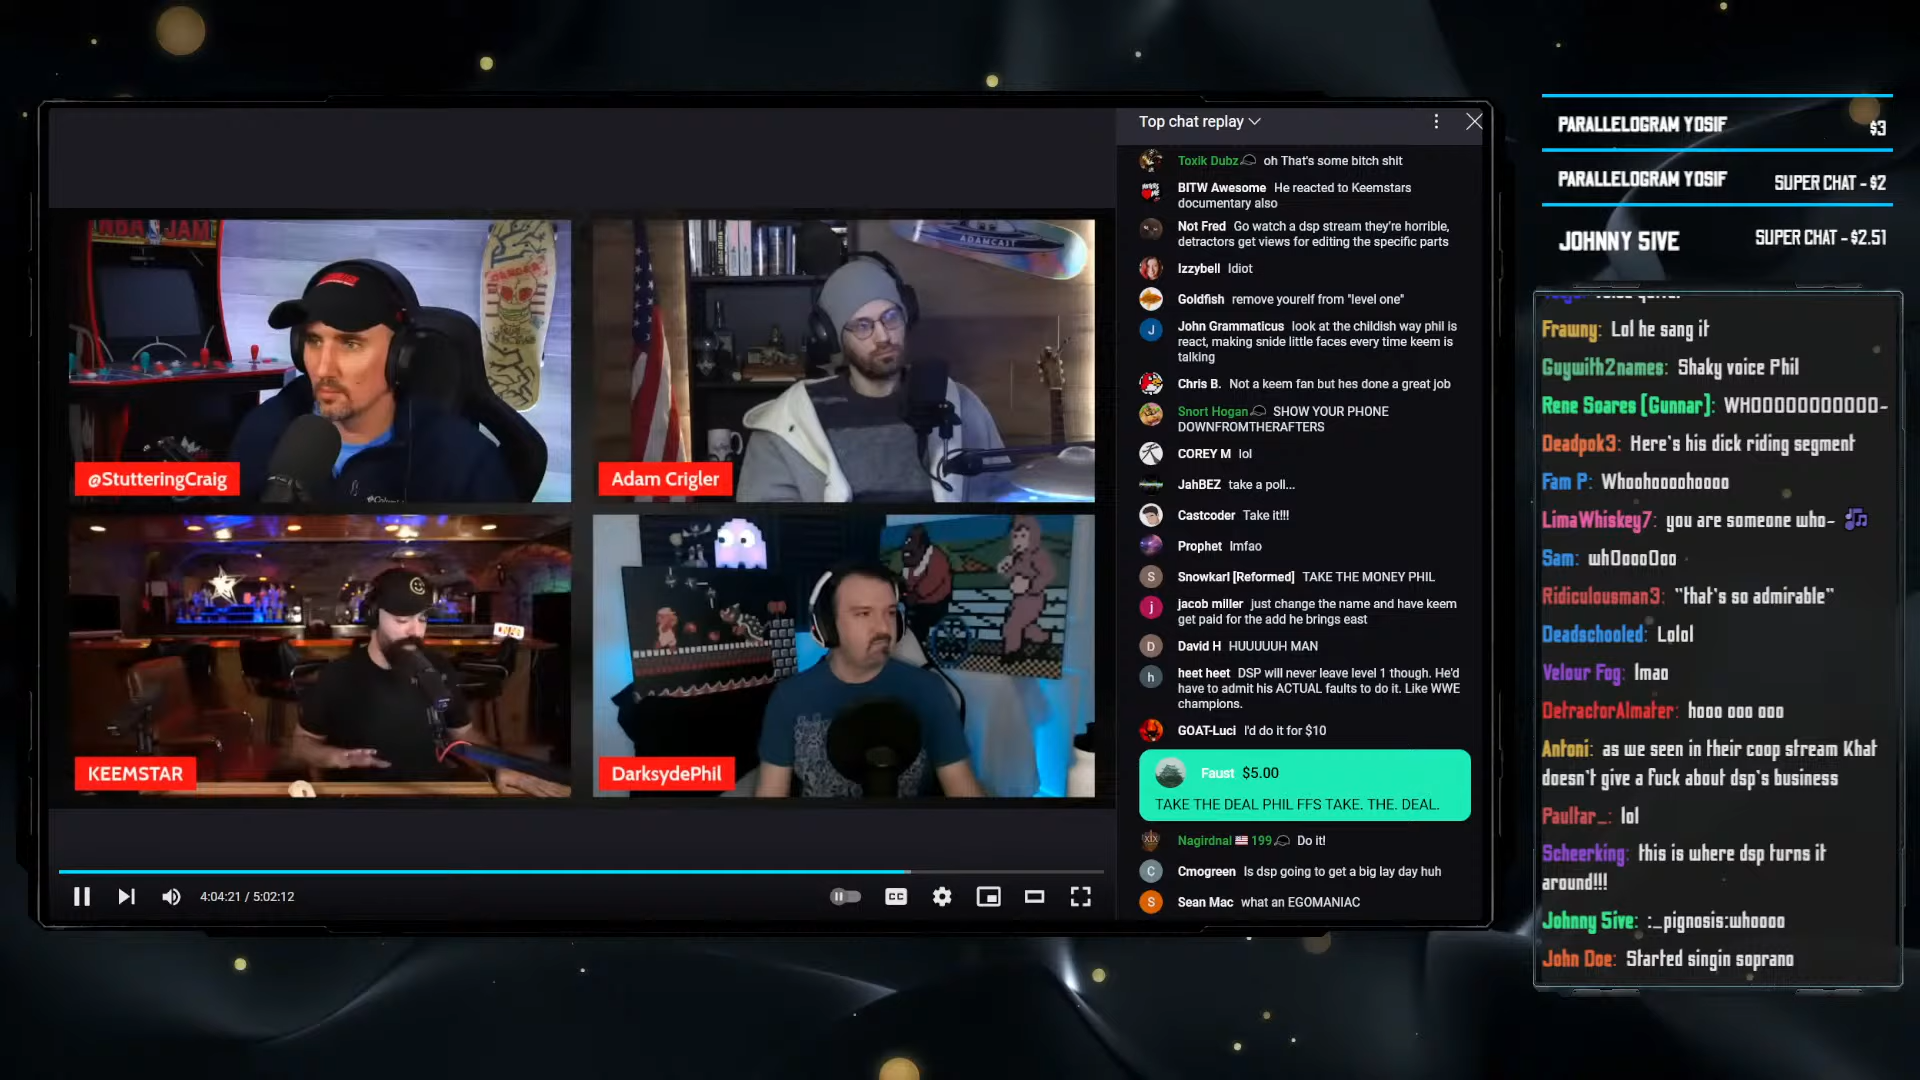 NBA JAM
ADAMCAST
@StutteringCraig
Adam Crigler
KEEMSTAR
DarksydePhil
4:04:21 / 5:02:12
CC
Top chat replay
Toxik Dubz oh That's some bitch shit
BITW Awesome He reacted to Keemstars
documentary also
Not Fred Go watch a dsp stream they're horrible,
detractors get views for editing the specific parts
Izzybell Idiot
Goldfish remove yourelf from "level one"
John Grammaticus look at the childish way phil is
react, making snide little faces every time keem is
talking
Chris B. Not a keem fan but hes done a great job
Snort Hogan SHOW YOUR PHONE
DOWNFROMTHERAFTERS
COREY M lol
JahBEZ take a poll...
Castcoder Take it!!!
Prophet lmfao
Snowkarl [Reformed] TAKE THE MONEY PHIL
jacob miller just change the name and have keem
get paid for the add he brings east
David H HUUUUUH MAN
heet heet DSP will never leave level 1 though. He'd
have to admit his ACTUAL faults to do it. Like WWE
champions.
GOAT-Luci I'd do it for $10
Faust $5.00
TAKE THE DEAL PHIL FFS TAKE. THE. DEAL.
Nagirdnal 199 Do it!
Cmogreen Is dsp going to get a big lay day huh
Sean Mac what an EGOMANIAC
PARALLELOGRAM YOSIF $3
PARALLELOGRAM YOSIF SUPER CHAT - $2
JOHNNY 5IVE SUPER CHAT - $2.51
Frawny: Lol he sang it
Guywith2names: Shaky voice Phil
Rene Soares [Gunnar]: WHOOOOOOOOOOO-
Deadpok3: Here's his dick riding segment
Fam P: Whoohoooohoooo
LimaWhiskey7: you are someone who-
Sam: whOoooOoo
Ridiculousman3: "that's so admirable"
Deadschooled: Lolol
Velour Fog: lmao
DetractorAlmater: hooo ooo ooo
Antoni: as we seen in their coop stream Khat
doesn't give a fuck about dsp's business
Paultar_: lol
Scheerking: this is where dsp turns it
around!!!
Johnny 5ive: :_pignosis:whoooo
John Doe: Started singin soprano